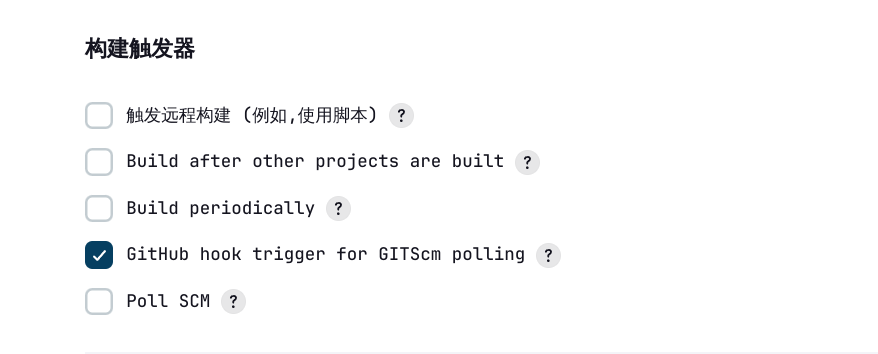 构建触发器
触发远程构建 (例如,使用脚本) ?
Build after other projects are built ?
Build periodically ?
GitHub hook trigger for GITScm polling ?
Poll SCM ?